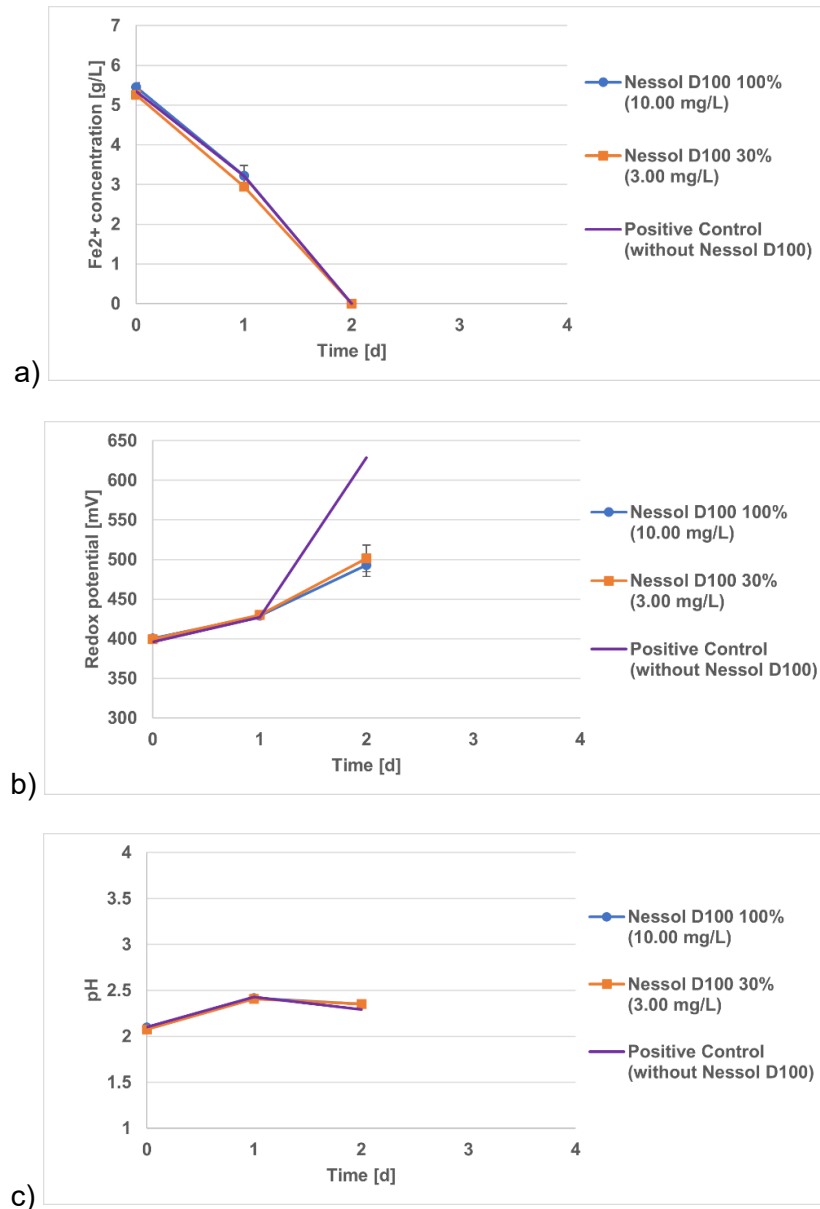 7
6
5
4
3
2
1
0
Fe2+ concentration [g/L]
0 1 2 3 4
Time [d]
Nessol D100 100%
(10.00 mg/L)
Nessol D100 30%
(3.00 mg/L)
Positive Control
(without Nessol D100)
a)
650
600
550
500
450
400
350
300
Redox potential [mV]
0 1 2 3 4
Time [d]
Nessol D100 100%
(10.00 mg/L)
Nessol D100 30%
(3.00 mg/L)
Positive Control
(without Nessol D100)
b)
4
3.5
3
2.5
2
1.5
1
pH
0 1 2 3 4
Time [d]
Nessol D100 100%
(10.00 mg/L)
Nessol D100 30%
(3.00 mg/L)
Positive Control
(without Nessol D100)
c)